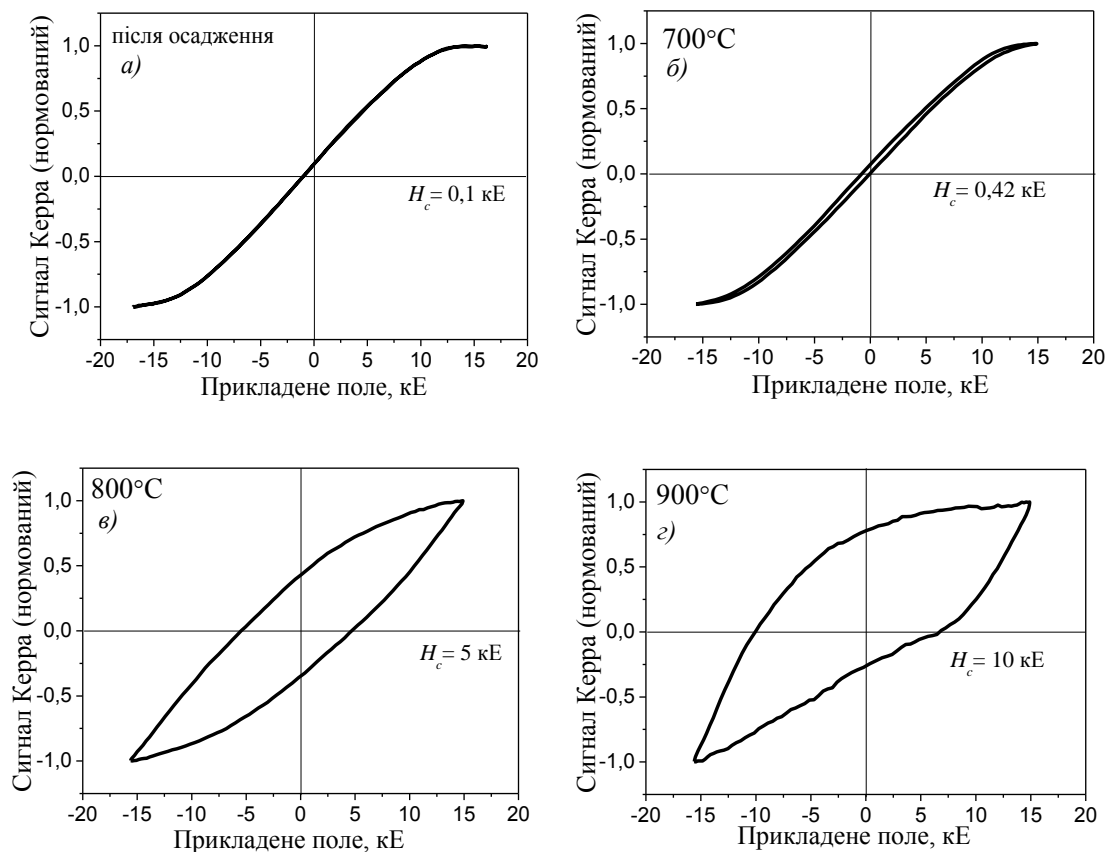 після осадження
а)
Сигнал Керра (нормований)
1,0
0,5
0,0
-0,5
-1,0
H_c= 0,1 кЕ
-20 -15 -10 -5 0 5 10 15 20
Прикладене поле, кЕ
700°C
б)
Сигнал Керра (нормований)
1,0
0,5
0,0
-0,5
-1,0
H_c= 0,42 кЕ
-20 -15 -10 -5 0 5 10 15 20
Прикладене поле, кЕ
800°C
в)
Сигнал Керра (нормований)
1,0
0,5
0,0
-0,5
-1,0
H_c= 5 кЕ
-20 -15 -10 -5 0 5 10 15 20
Прикладене поле, кЕ
900°C
г)
Сигнал Керра (нормований)
1,0
0,5
0,0
-0,5
-1,0
H_c= 10 кЕ
-20 -15 -10 -5 0 5 10 15 20
Прикладене поле, кЕ